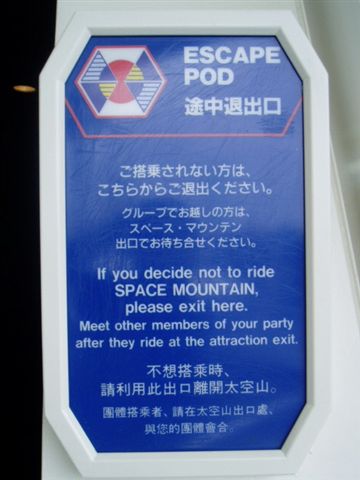 ESCAPE
POD
途中退出口
ご搭乗されない方は、
こちらからご退出ください。
グループでお越しの方は、
スペース・マウンテン
出口でお待ち合せください。
If you decide not to ride
SPACE MOUNTAIN,
please exit here.
Meet other members of your party
after they ride at the attraction exit.
不想搭乘時、
請利用此出口離開太空山。
團體搭乘者、請在太空山出口處、
與您的團體會合。